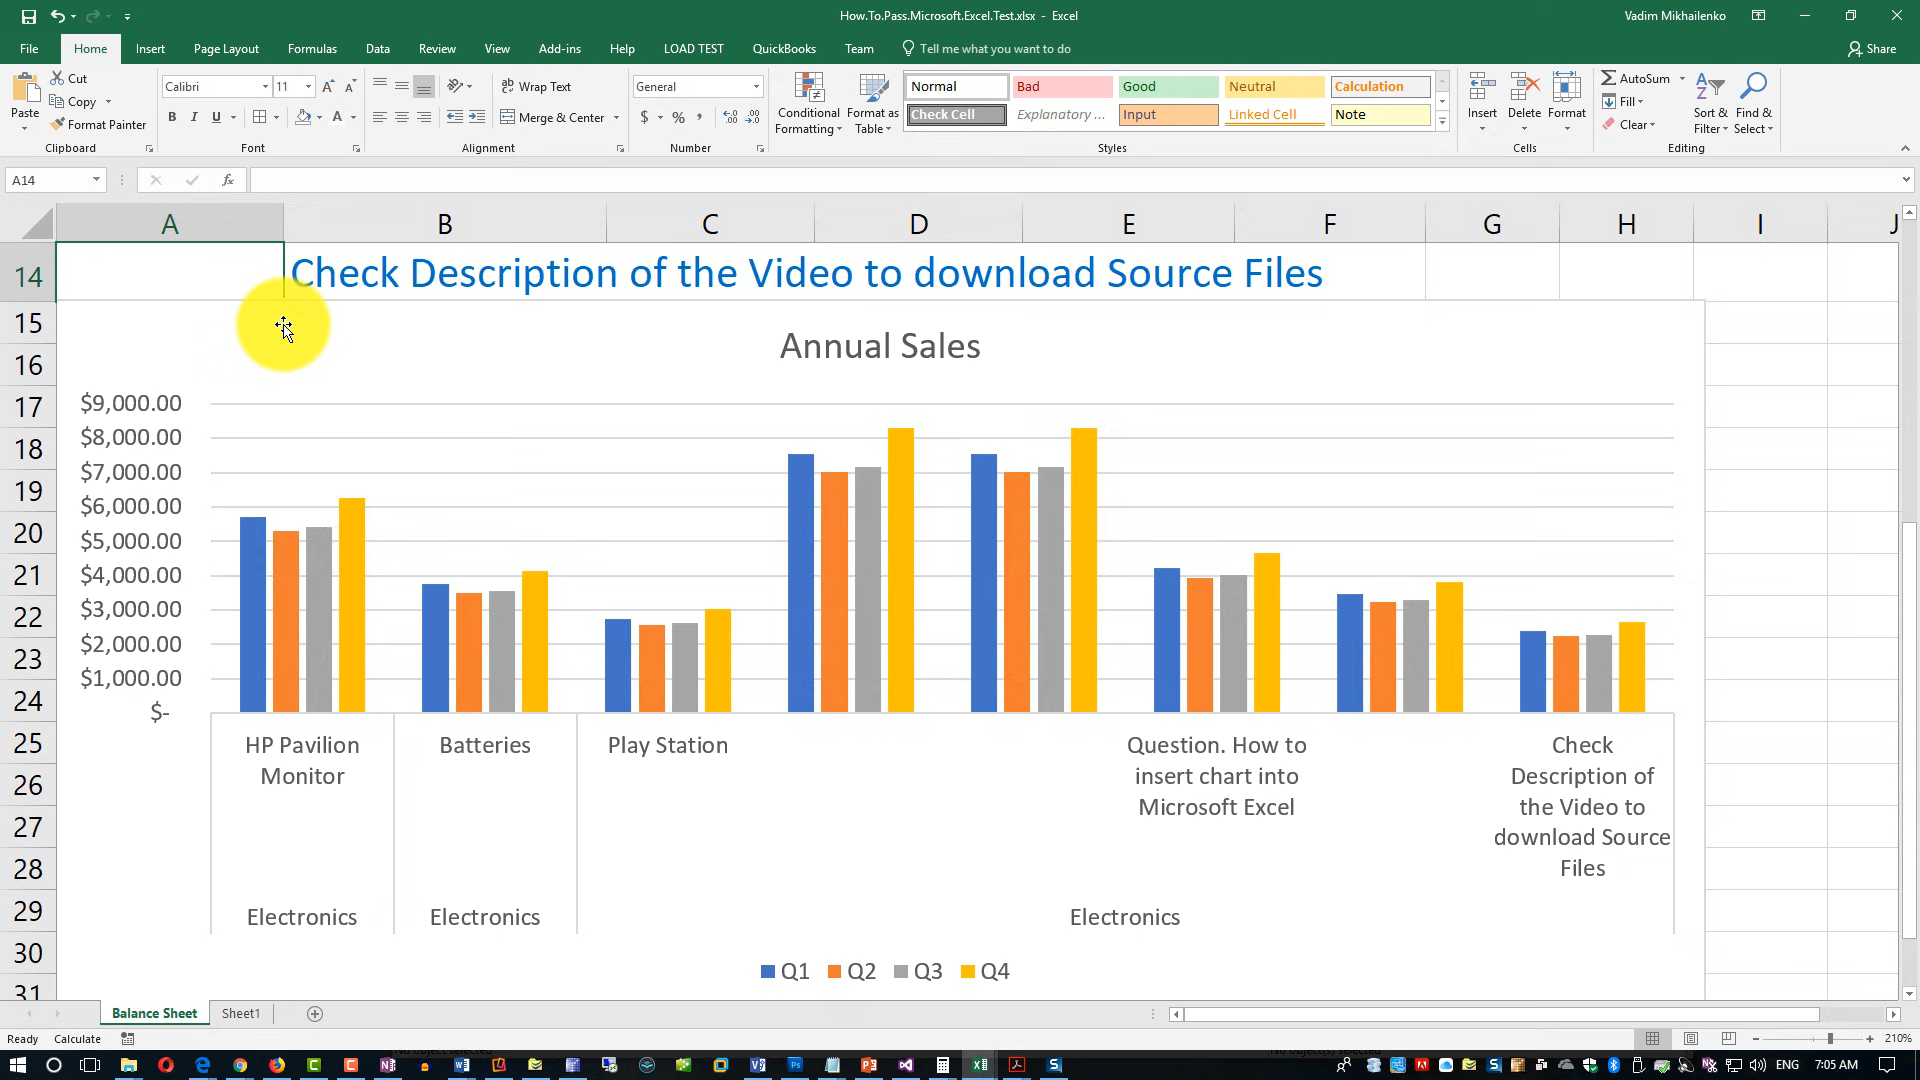 How.To.Pass.Microsoft.Excel.Test.xlsx - Excel
Vadim Mikhailenko
File Home Insert Page Layout Formulas Data Review View Add-ins Help LOAD TEST QuickBooks Team Tell me what you want to do Share
Paste
Cut
Copy
Format Painter
Clipboard
Calibri 11
B I U
Font
Wrap Text
Merge & Center
Alignment
General
$ % ,
Number
Conditional Formatting
Format as Table
Normal Bad Good Neutral Calculation
Check Cell Explanatory ... Input Linked Cell Note
Styles
Insert Delete Format
Cells
AutoSum
Fill
Clear
Sort & Filter
Find & Select
Editing
A14
fx
A B C D E F G H I J
14 Check Description of the Video to download Source Files
15
16
17
18
19
20
21
22
23
24
25
26
27
28
29
30
31
Annual Sales
$9,000.00
$8,000.00
$7,000.00
$6,000.00
$5,000.00
$4,000.00
$3,000.00
$2,000.00
$1,000.00
$-
HP Pavilion
Monitor
Batteries
Play Station
Question. How to
insert chart into
Microsoft Excel
Check
Description of
the Video to
download Source
Files
Electronics Electronics Electronics
Q1 Q2 Q3 Q4
Balance Sheet Sheet1
Ready Calculate
210%
ENG 7:05 AM